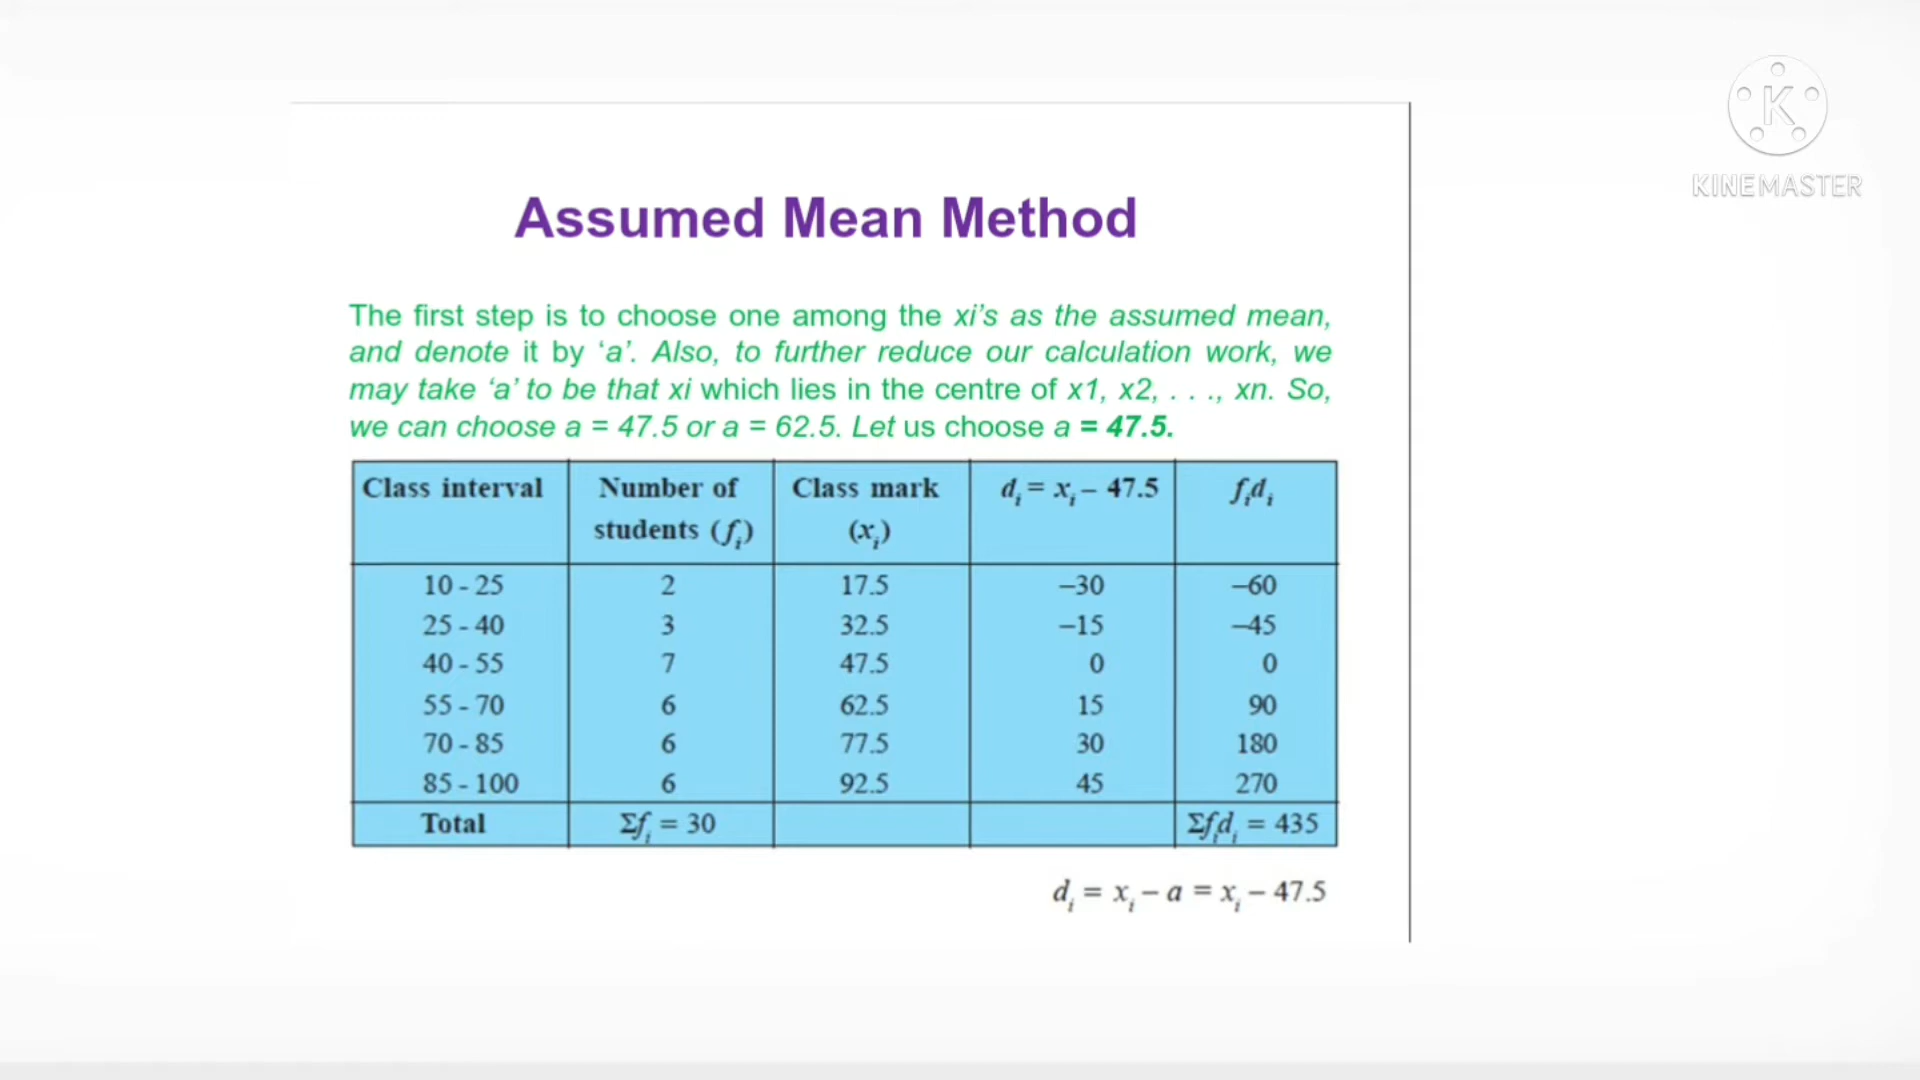 KINEMASTER
Assumed Mean Method
The first step is to choose one among the xi's as the assumed mean,
and denote it by ‘a’. Also, to further reduce our calculation work, we
may take ‘a’ to be that xi which lies in the centre of x1, x2, . . ., xn. So,
we can choose a = 47.5 or a = 62.5. Let us choose a = 47.5.
Class interval Number of students (fᵢ) Class mark (xᵢ) dᵢ = xᵢ – 47.5 fᵢdᵢ
10 - 25 2 17.5 –30 –60
25 - 40 3 32.5 –15 –45
40 - 55 7 47.5 0 0
55 - 70 6 62.5 15 90
70 - 85 6 77.5 30 180
85 - 100 6 92.5 45 270
Total Σfᵢ = 30 Σfᵢdᵢ = 435
dᵢ = xᵢ – a = xᵢ – 47.5